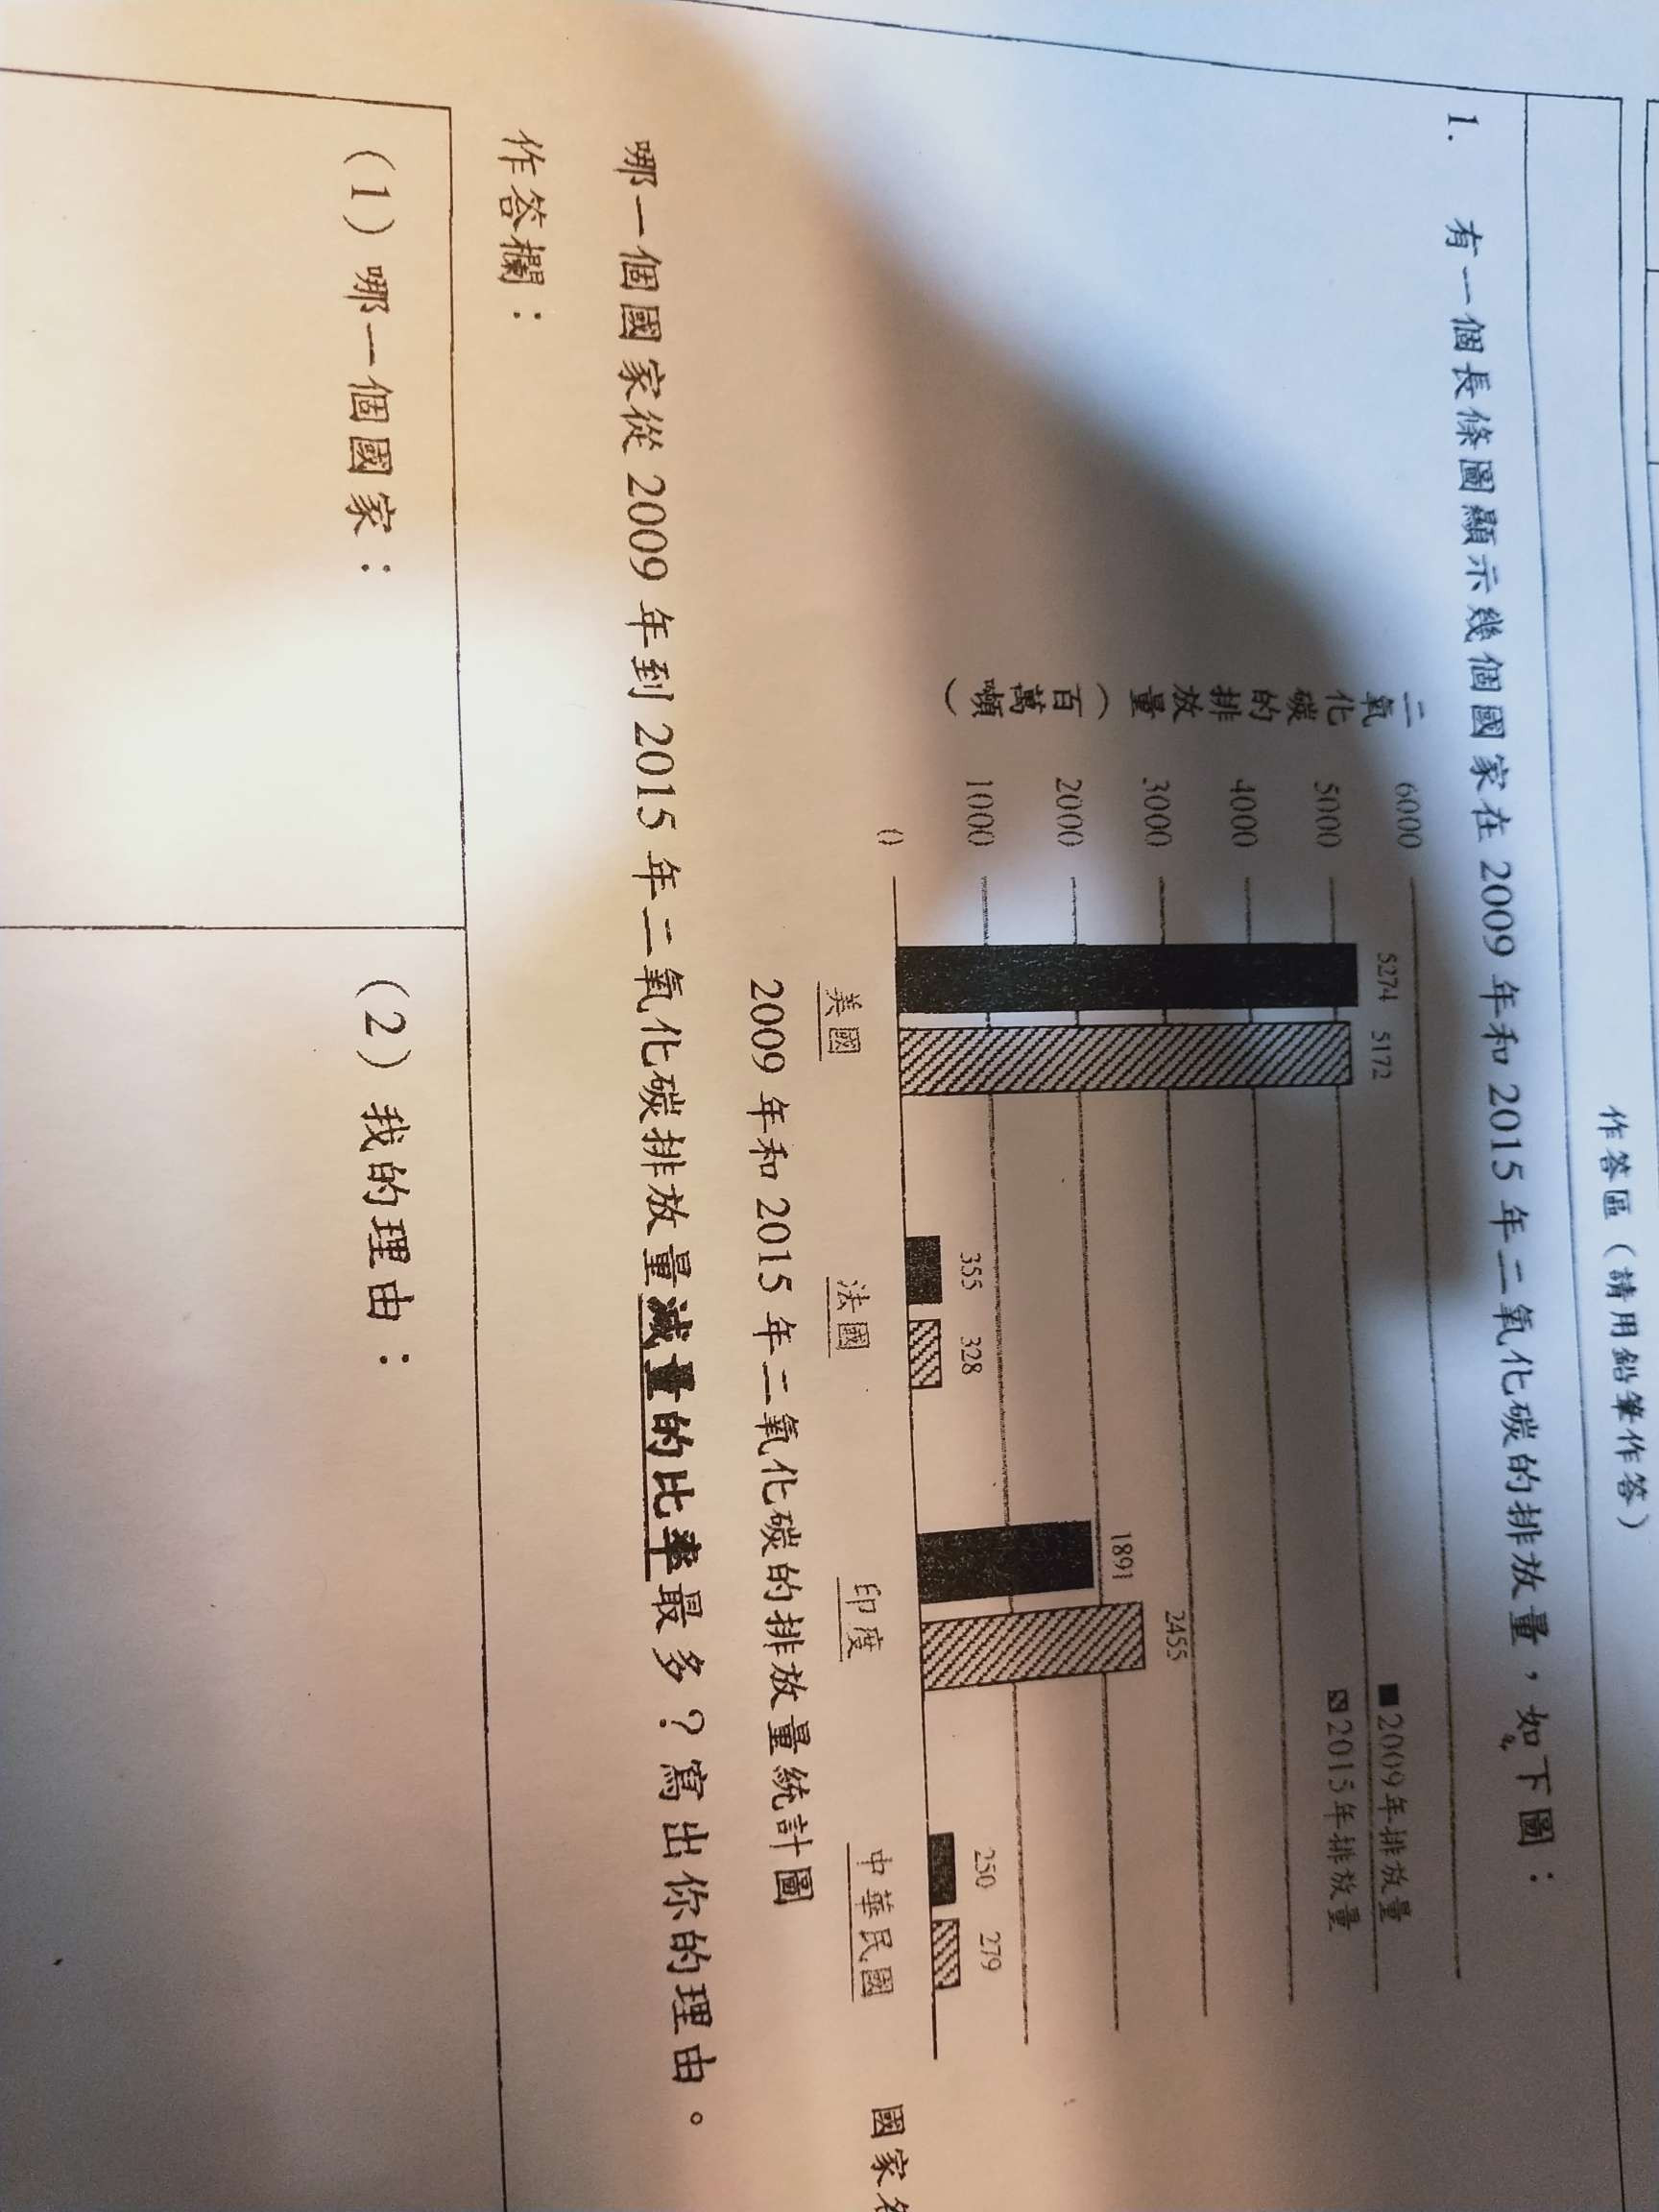 作答區（請用鉛筆作答）
1. 有一個長條圖顯示幾個國家在 2009 年和 2015 年二氧化碳的排放量，如下圖：
二氧化碳的排放量（百萬噸）
6000
5000
4000
3000
2000
1000
0
■2009年排放量
▨2015年排放量
5274 5172
355 328
1891 2455
250 279
美國 法國 印度 中華民國 國家
2009 年和 2015 年二氧化碳的排放量統計圖
哪一個國家從 2009 年到 2015 年二氧化碳排放量減量的比率最多？寫出你的理由。
作答欄：
（1）哪一個國家： （2）我的理由：